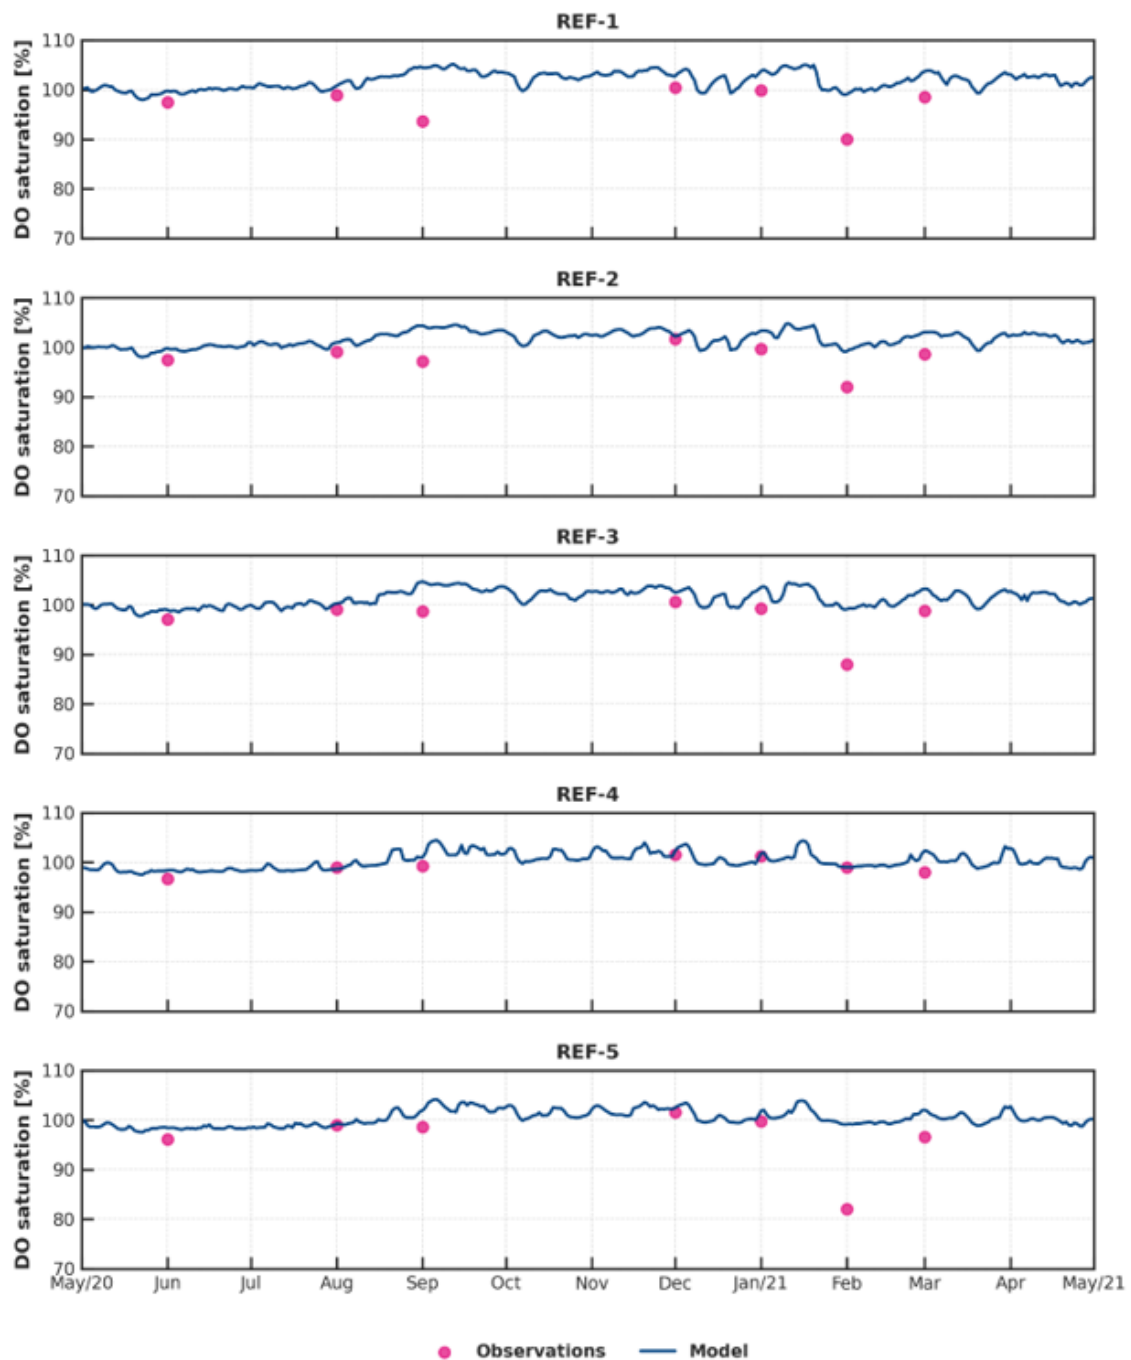 REF-1
DO saturation [%]
110
100
90
80
70
REF-2
DO saturation [%]
110
100
90
80
70
REF-3
DO saturation [%]
110
100
90
80
70
REF-4
DO saturation [%]
110
100
90
80
70
REF-5
DO saturation [%]
110
100
90
80
70
May/20 Jun Jul Aug Sep Oct Nov Dec Jan/21 Feb Mar Apr May/21
Observations Model